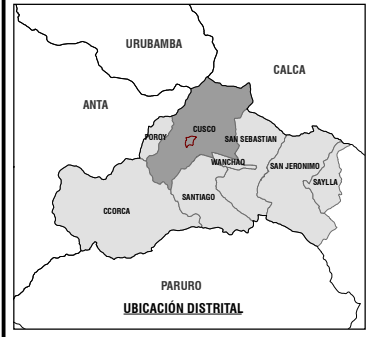 URUBAMBA
CALCA
ANTA
POROY
CUSCO
SAN SEBASTIAN
WANCHAQ
SAN JERONIMO
SAYLLA
CCORCA
SANTIAGO
PARURO
UBICACIÓN DISTRITAL